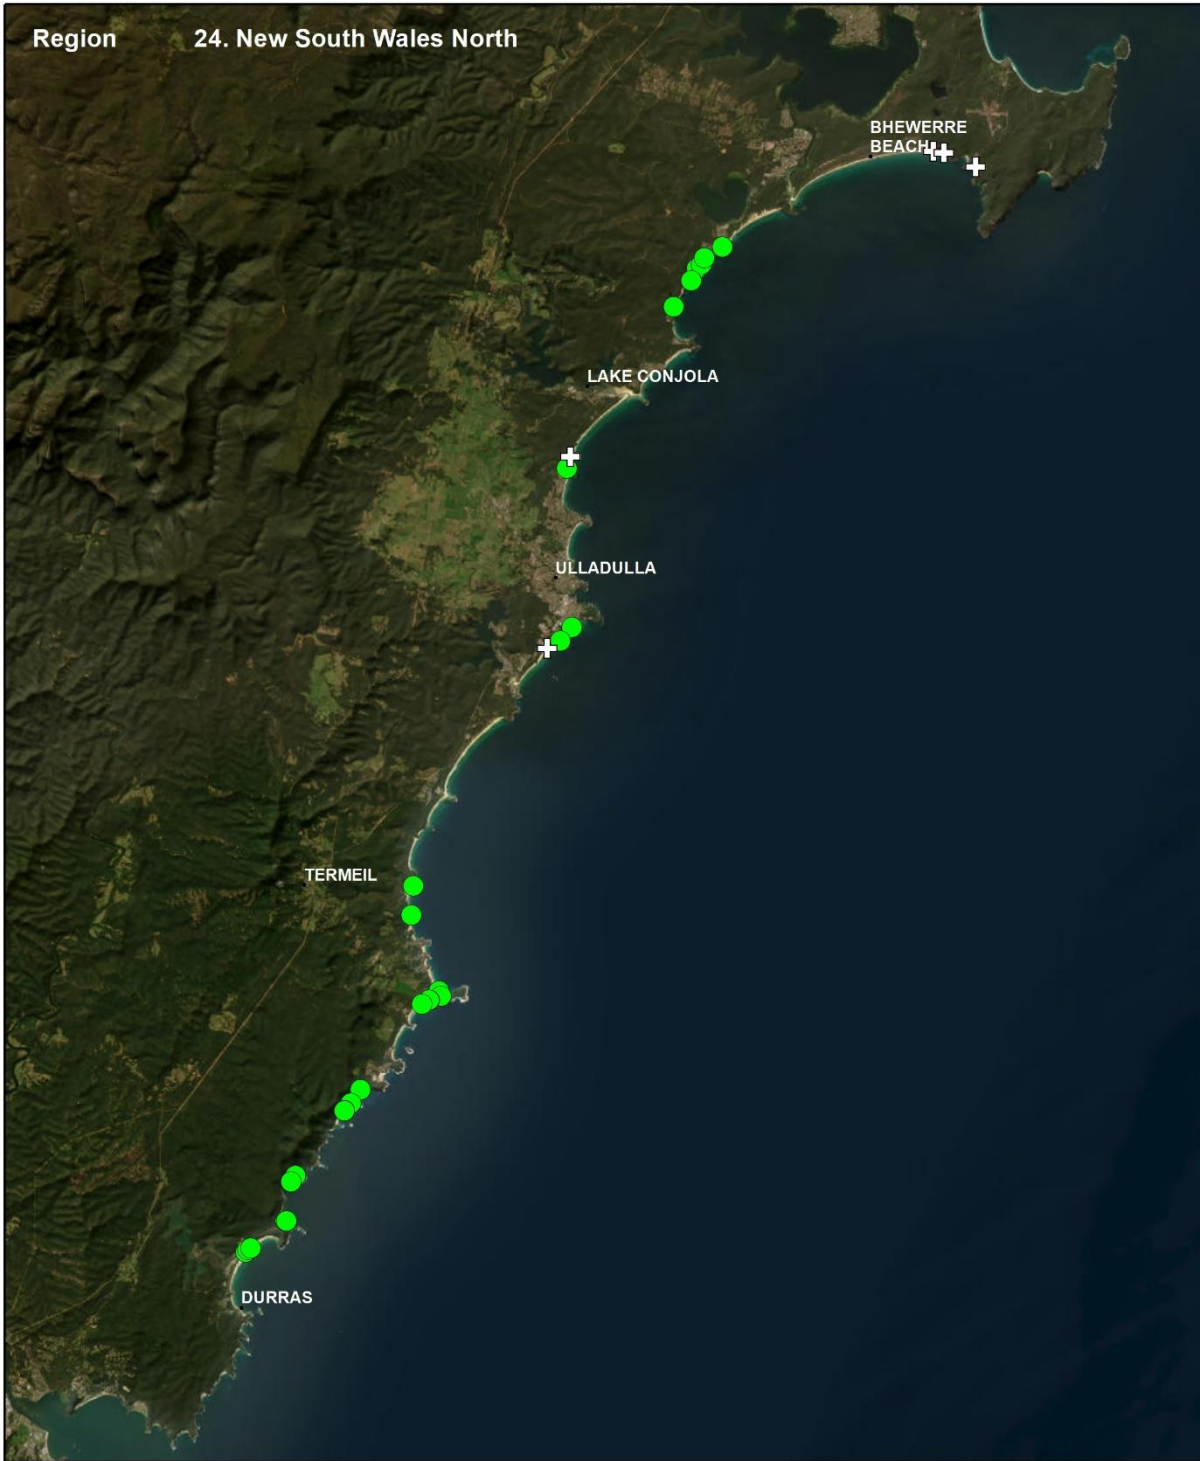 Region 24. New South Wales North
BHEWERRE
BEACH
LAKE CONJOLA
ULLADULLA
TERMEIL
DURRAS